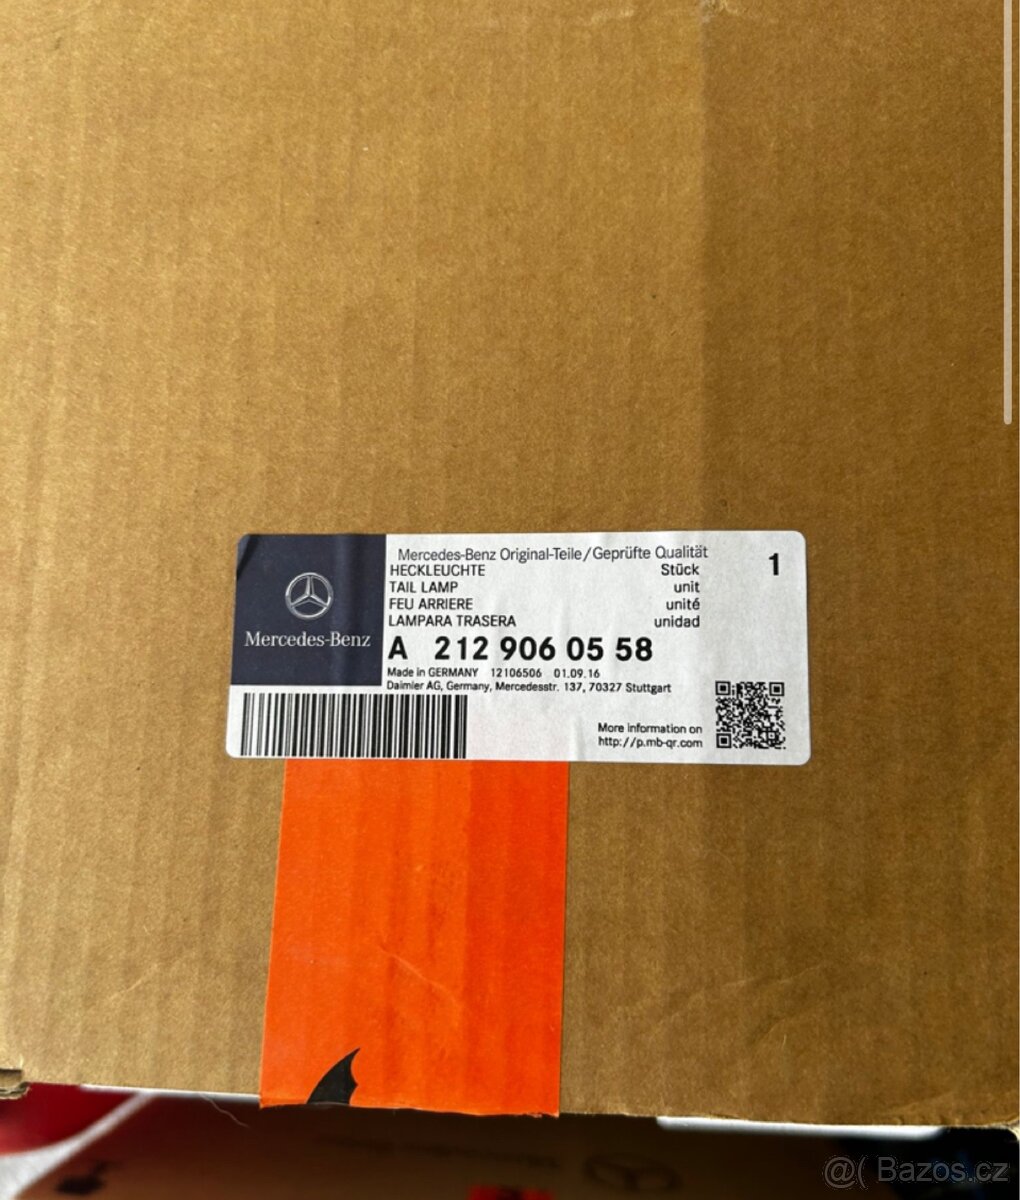 Mercedes-Benz Original-Teile/Geprüfte Qualität
HECKLEUCHTE Stück 1
TAIL LAMP unit
FEU ARRIERE unité
LAMPARA TRASERA unidad
Mercedes-Benz
A 212 906 05 58
Made in GERMANY 12106506 01.09.16
Daimler AG, Germany, Mercedesstr. 137, 70327 Stuttgart
More information on
http://p.mb-qr.com
@( Bazos.cz